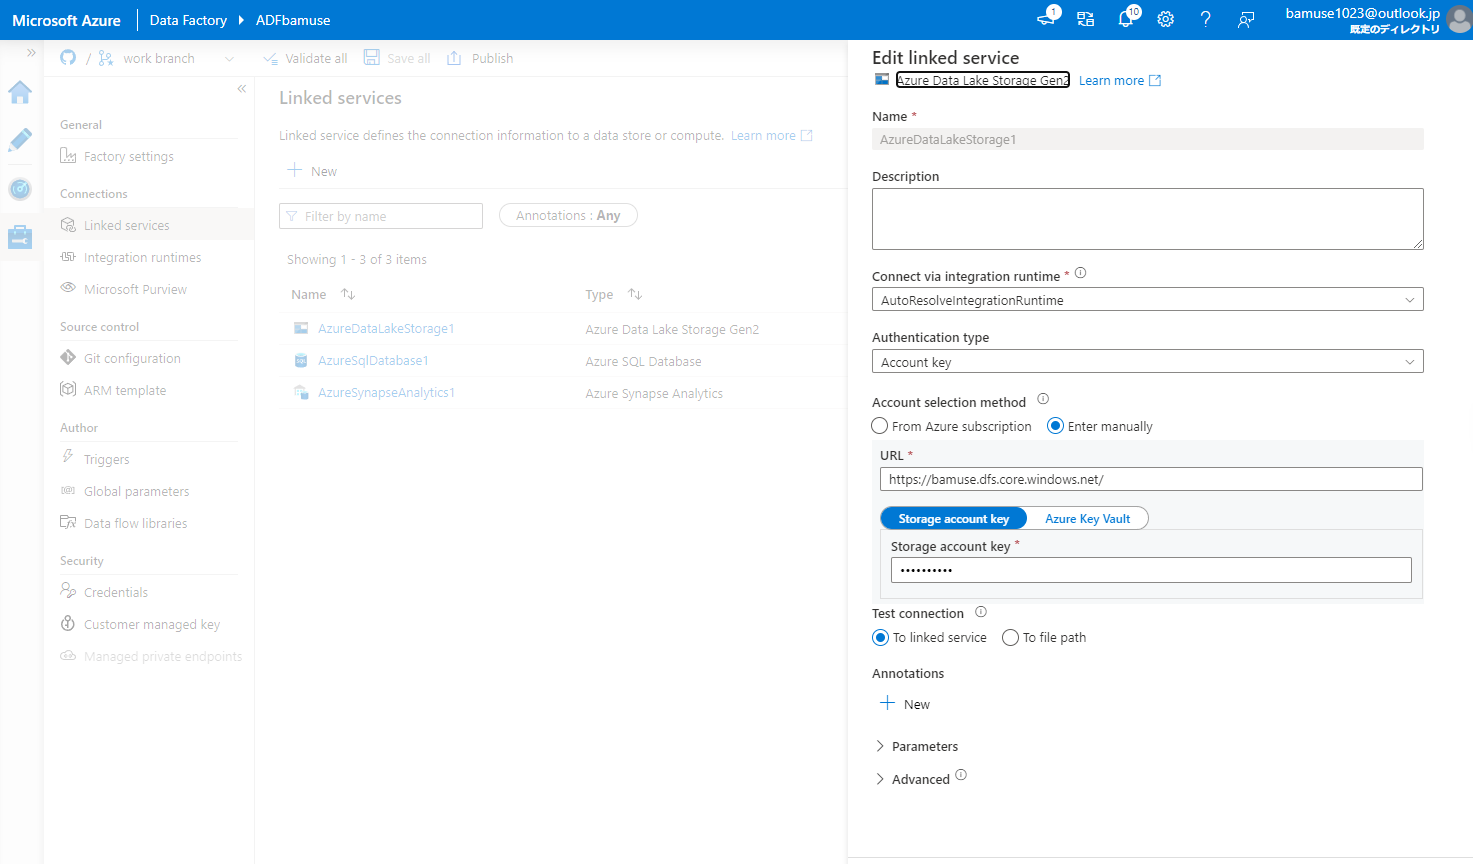 Microsoft Azure Data Factory ADFbamuse 1 10 bamuse1023@outlook.jp
既定のディレクトリ
/ work branch Validate all Save all Publish
General
Factory settings
Connections
Linked services
Integration runtimes
Microsoft Purview
Source control
Git configuration
ARM template
Author
Triggers
Global parameters
Data flow libraries
Security
Credentials
Customer managed key
Managed private endpoints
Linked services
Linked service defines the connection information to a data store or compute. Learn more
New
Filter by name Annotations : Any
Showing 1 - 3 of 3 items
Name Type
AzureDataLakeStorage1 Azure Data Lake Storage Gen2
AzureSqlDatabase1 Azure SQL Database
AzureSynapseAnalytics1 Azure Synapse Analytics
Edit linked service
Azure Data Lake Storage Gen2 Learn more
Name *
AzureDataLakeStorage1
Description
Connect via integration runtime *
AutoResolveIntegrationRuntime
Authentication type
Account key
Account selection method
From Azure subscription Enter manually
URL *
https://bamuse.dfs.core.windows.net/
Storage account key Azure Key Vault
Storage account key *
••••••••••
Test connection
To linked service To file path
Annotations
New
Parameters
Advanced